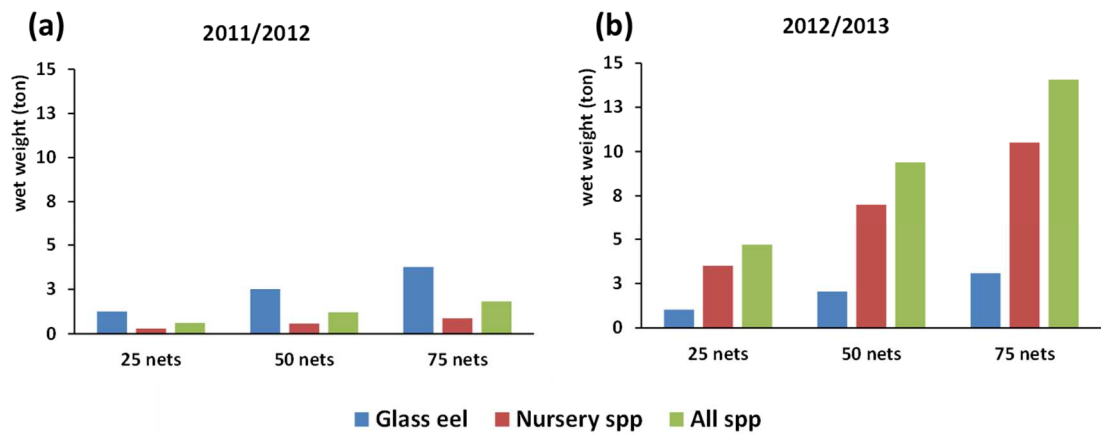 (a)
2011/2012
wet weight (ton)
15
13
10
8
5
3
0
25 nets
50 nets
75 nets
(b)
2012/2013
wet weight (ton)
15
13
10
8
5
3
0
25 nets
50 nets
75 nets
Glass eel
Nursery spp
All spp